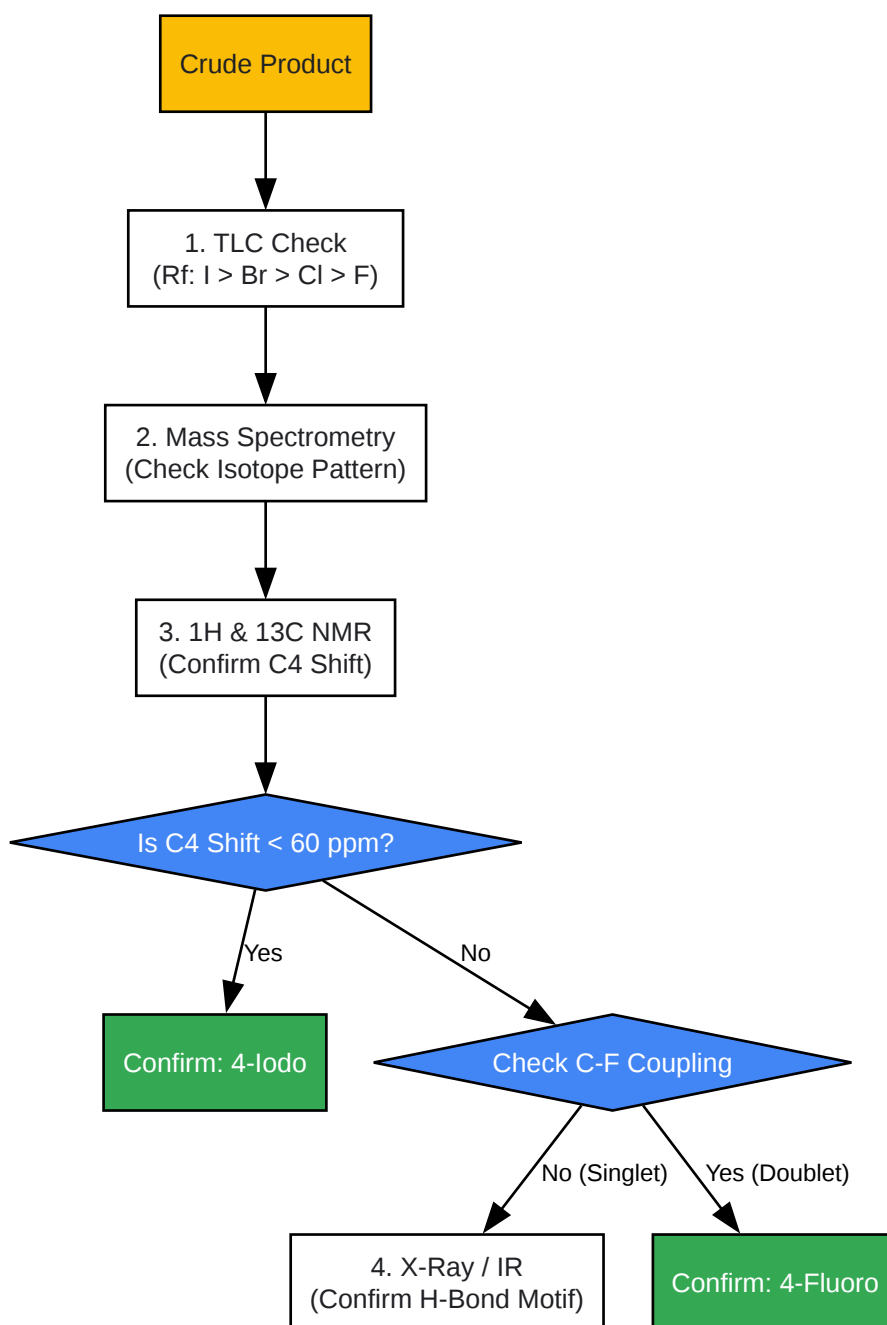 Crude Product
1. TLC Check
(Rf: I > Br > Cl > F)
2. Mass Spectrometry
(Check Isotope Pattern)
3. 1H & 13C NMR
(Confirm C4 Shift)
Is C4 Shift < 60 ppm?
Yes
No
Confirm: 4-Iodo
Check C-F Coupling
No (Singlet)
Yes (Doublet)
4. X-Ray / IR
(Confirm H-Bond Motif)
Confirm: 4-Fluoro